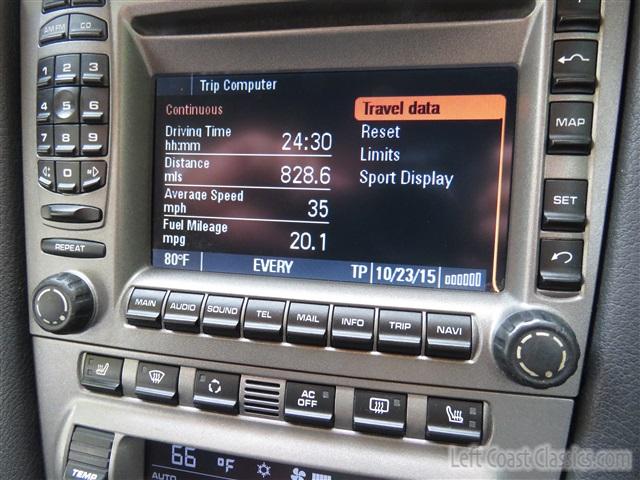 AM FM CD
Trip Computer
1 2 3
4 5 6
7 8 9
0
REPEAT
Continuous
Driving Time
hh:mm 24:30
Distance
mls 828.6
Average Speed
mph 35
Fuel Mileage
mpg 20.1
Travel data
Reset
Limits
Sport Display
80°F EVERY TP 10/23/15
MAP
SET
MAIN AUDIO SOUND TEL MAIL INFO TRIP NAVI
AC
OFF
TEMP
66 °F
AUTO
Left Coast Classics.com